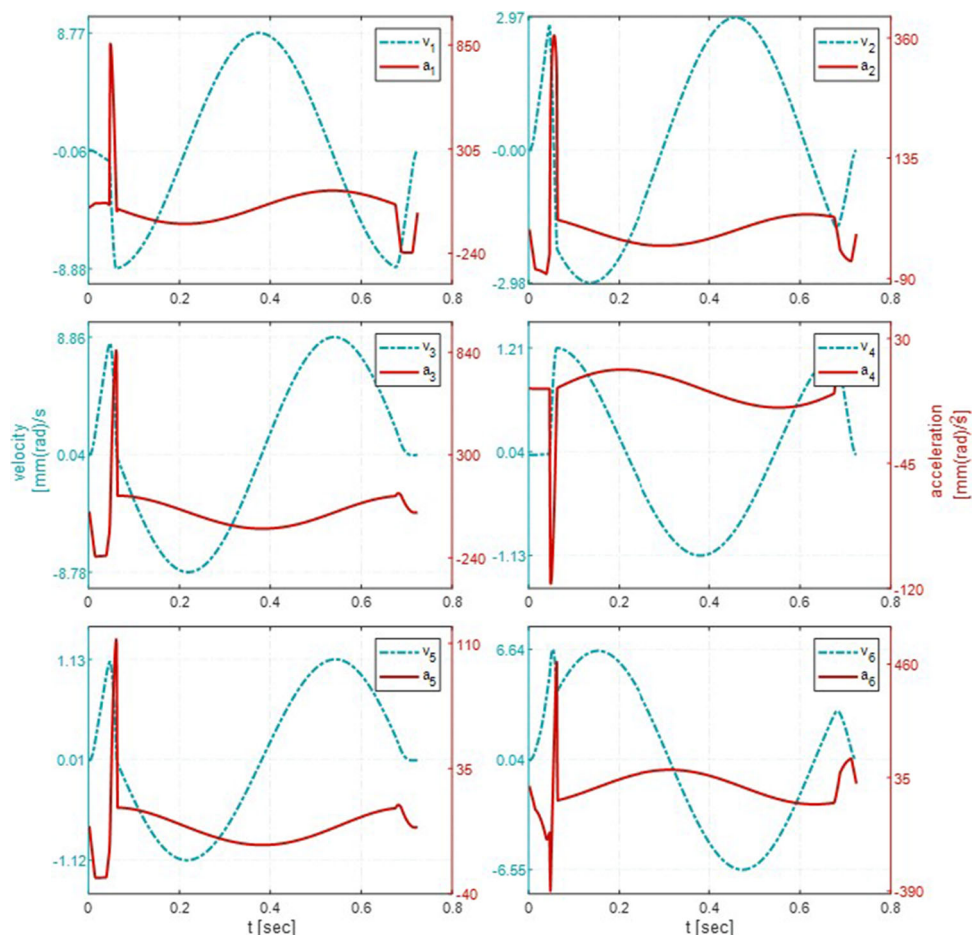 8.77
-0.06
-8.88
850
305
-240
v1
a1
0 0.2 0.4 0.6 0.8
2.97
-0.00
-2.98
360
135
-90
v2
a2
0 0.2 0.4 0.6 0.8
velocity
[mm(rad)/s
8.86
0.04
-8.78
840
300
-240
v3
a3
0 0.2 0.4 0.6 0.8
1.21
0.04
-1.13
30
-45
-120
v4
a4
0 0.2 0.4 0.6 0.8
acceleration
[mm(rad)/s²]
1.13
0.01
-1.12
110
35
-40
v5
a5
0 0.2 0.4 0.6 0.8
t [sec]
6.64
0.04
-6.55
460
35
-390
v6
a6
0 0.2 0.4 0.6 0.8
t [sec]